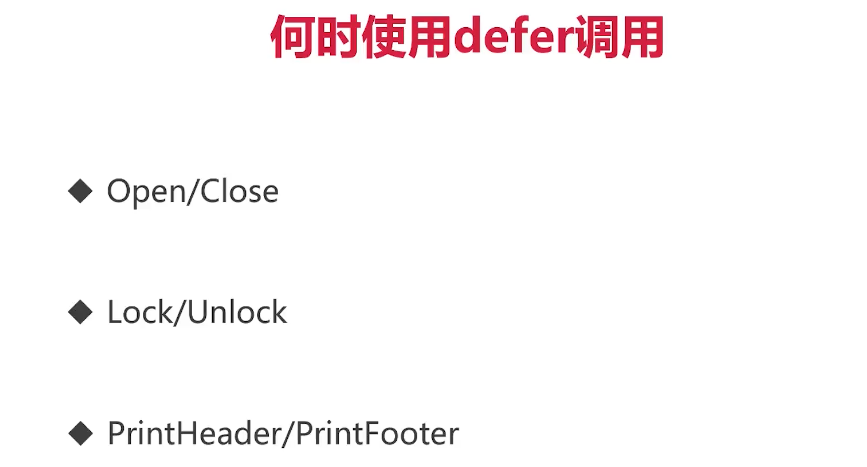 何时使用defer调用
◆ Open/Close
◆ Lock/Unlock
◆ PrintHeader/PrintFooter